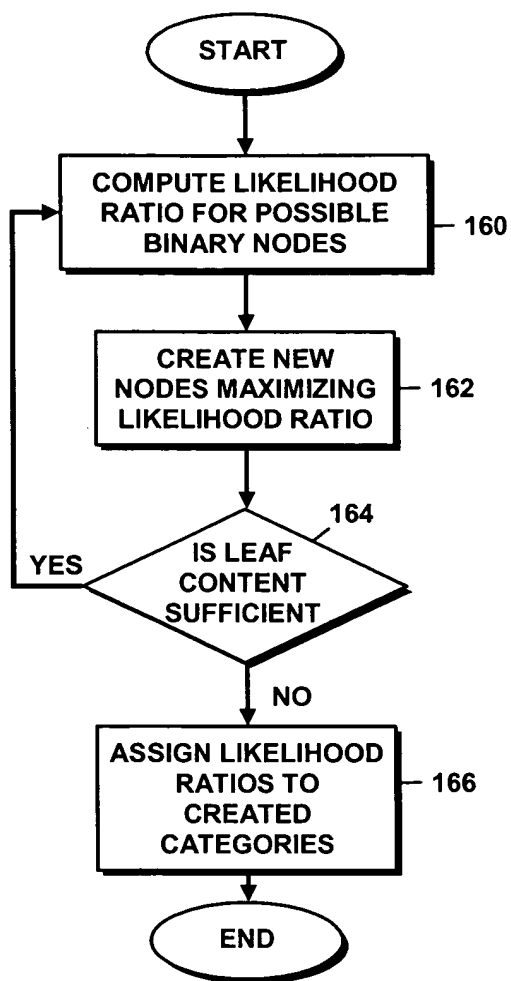 START
COMPUTE LIKELIHOOD
RATIO FOR POSSIBLE
BINARY NODES
160
CREATE NEW
NODES MAXIMIZING
LIKELIHOOD RATIO
162
164
IS LEAF
CONTENT
SUFFICIENT
YES
NO
ASSIGN LIKELIHOOD
RATIOS TO
CREATED
CATEGORIES
166
END